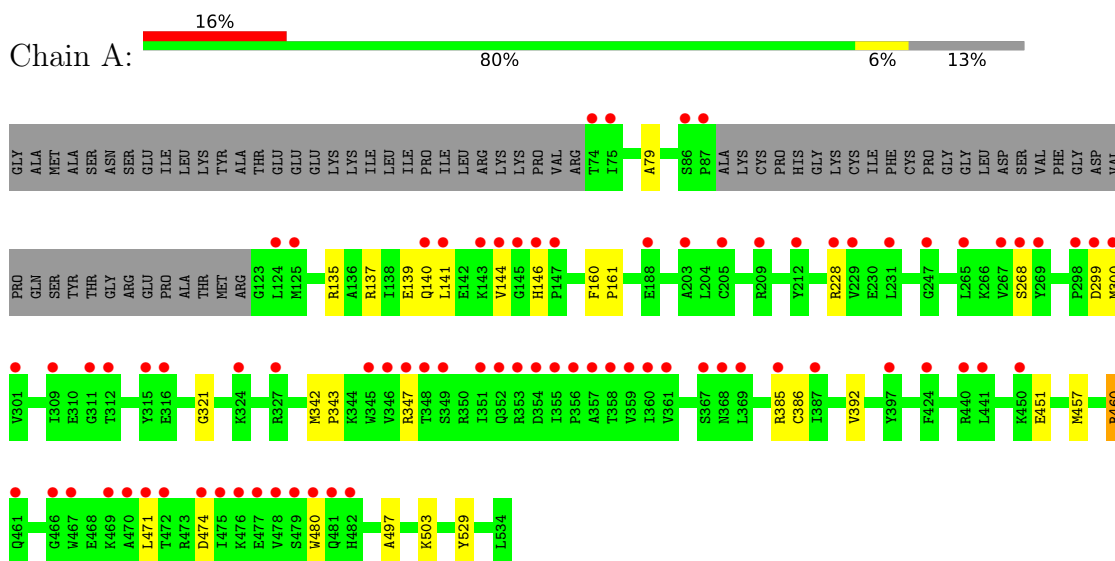 16%
Chain A:
80% 6% 13%
GLY ALA MET ALA SER ASN SER GLU ILE LEU LYS TYR ALA THR GLU GLU GLU LYS LYS ILE LEU ILE PRO ILE LEU ARG LYS LYS PRO VAL ARG T74 I75 A79 S86 P87 ALA LYS CYS PRO HIS GLY LYS CYS ILE PHE CYS PRO GLY GLY LEU ASP SER VAL PHE GLY ASP VAL
PRO GLN SER TYR THR GLY ARG GLU PRO ALA THR MET ARG G123 L124 M125 R135 A136 R137 I138 E139 Q140 L141 E142 K143 V144 G145 H146 P147 F160 P161 E188 A203 L204 C205 R209 Y212 R228 V229 E230 L231 G247 L265 K266 V267 S268 Y269 P298 D299 M300
V301 I309 E310 G311 T312 Y315 E316 G321 K324 R327 M342 P343 K344 W345 V346 R347 T348 S349 R350 I351 Q352 R353 D354 I355 P356 A357 T358 V359 I360 V361 S367 N368 L369 R385 C386 I387 V392 Y397 F424 R440 L441 K450 E451 M457 R460
Q461 G466 W467 E468 K469 A470 L471 T472 R473 D474 I475 K476 E477 V478 S479 W480 Q481 H482 A497 K503 Y529 L534